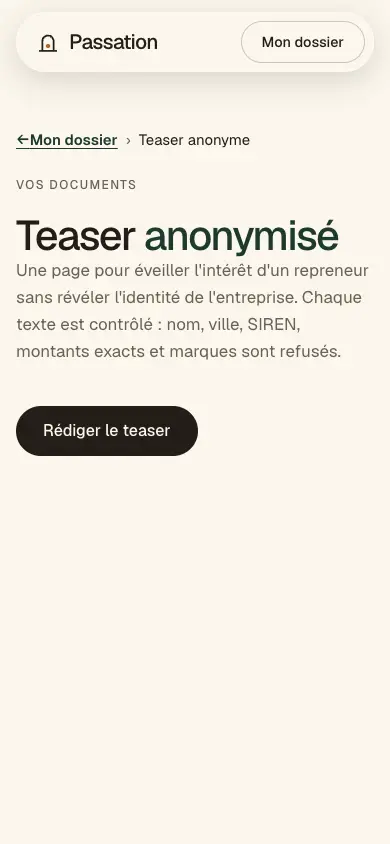 Passation
Mon dossier
←Mon dossier › Teaser anonyme
VOS DOCUMENTS
Teaser anonymisé
Une page pour éveiller l'intérêt d'un repreneur
sans révéler l'identité de l'entreprise. Chaque
texte est contrôlé : nom, ville, SIREN,
montants exacts et marques sont refusés.
Rédiger le teaser